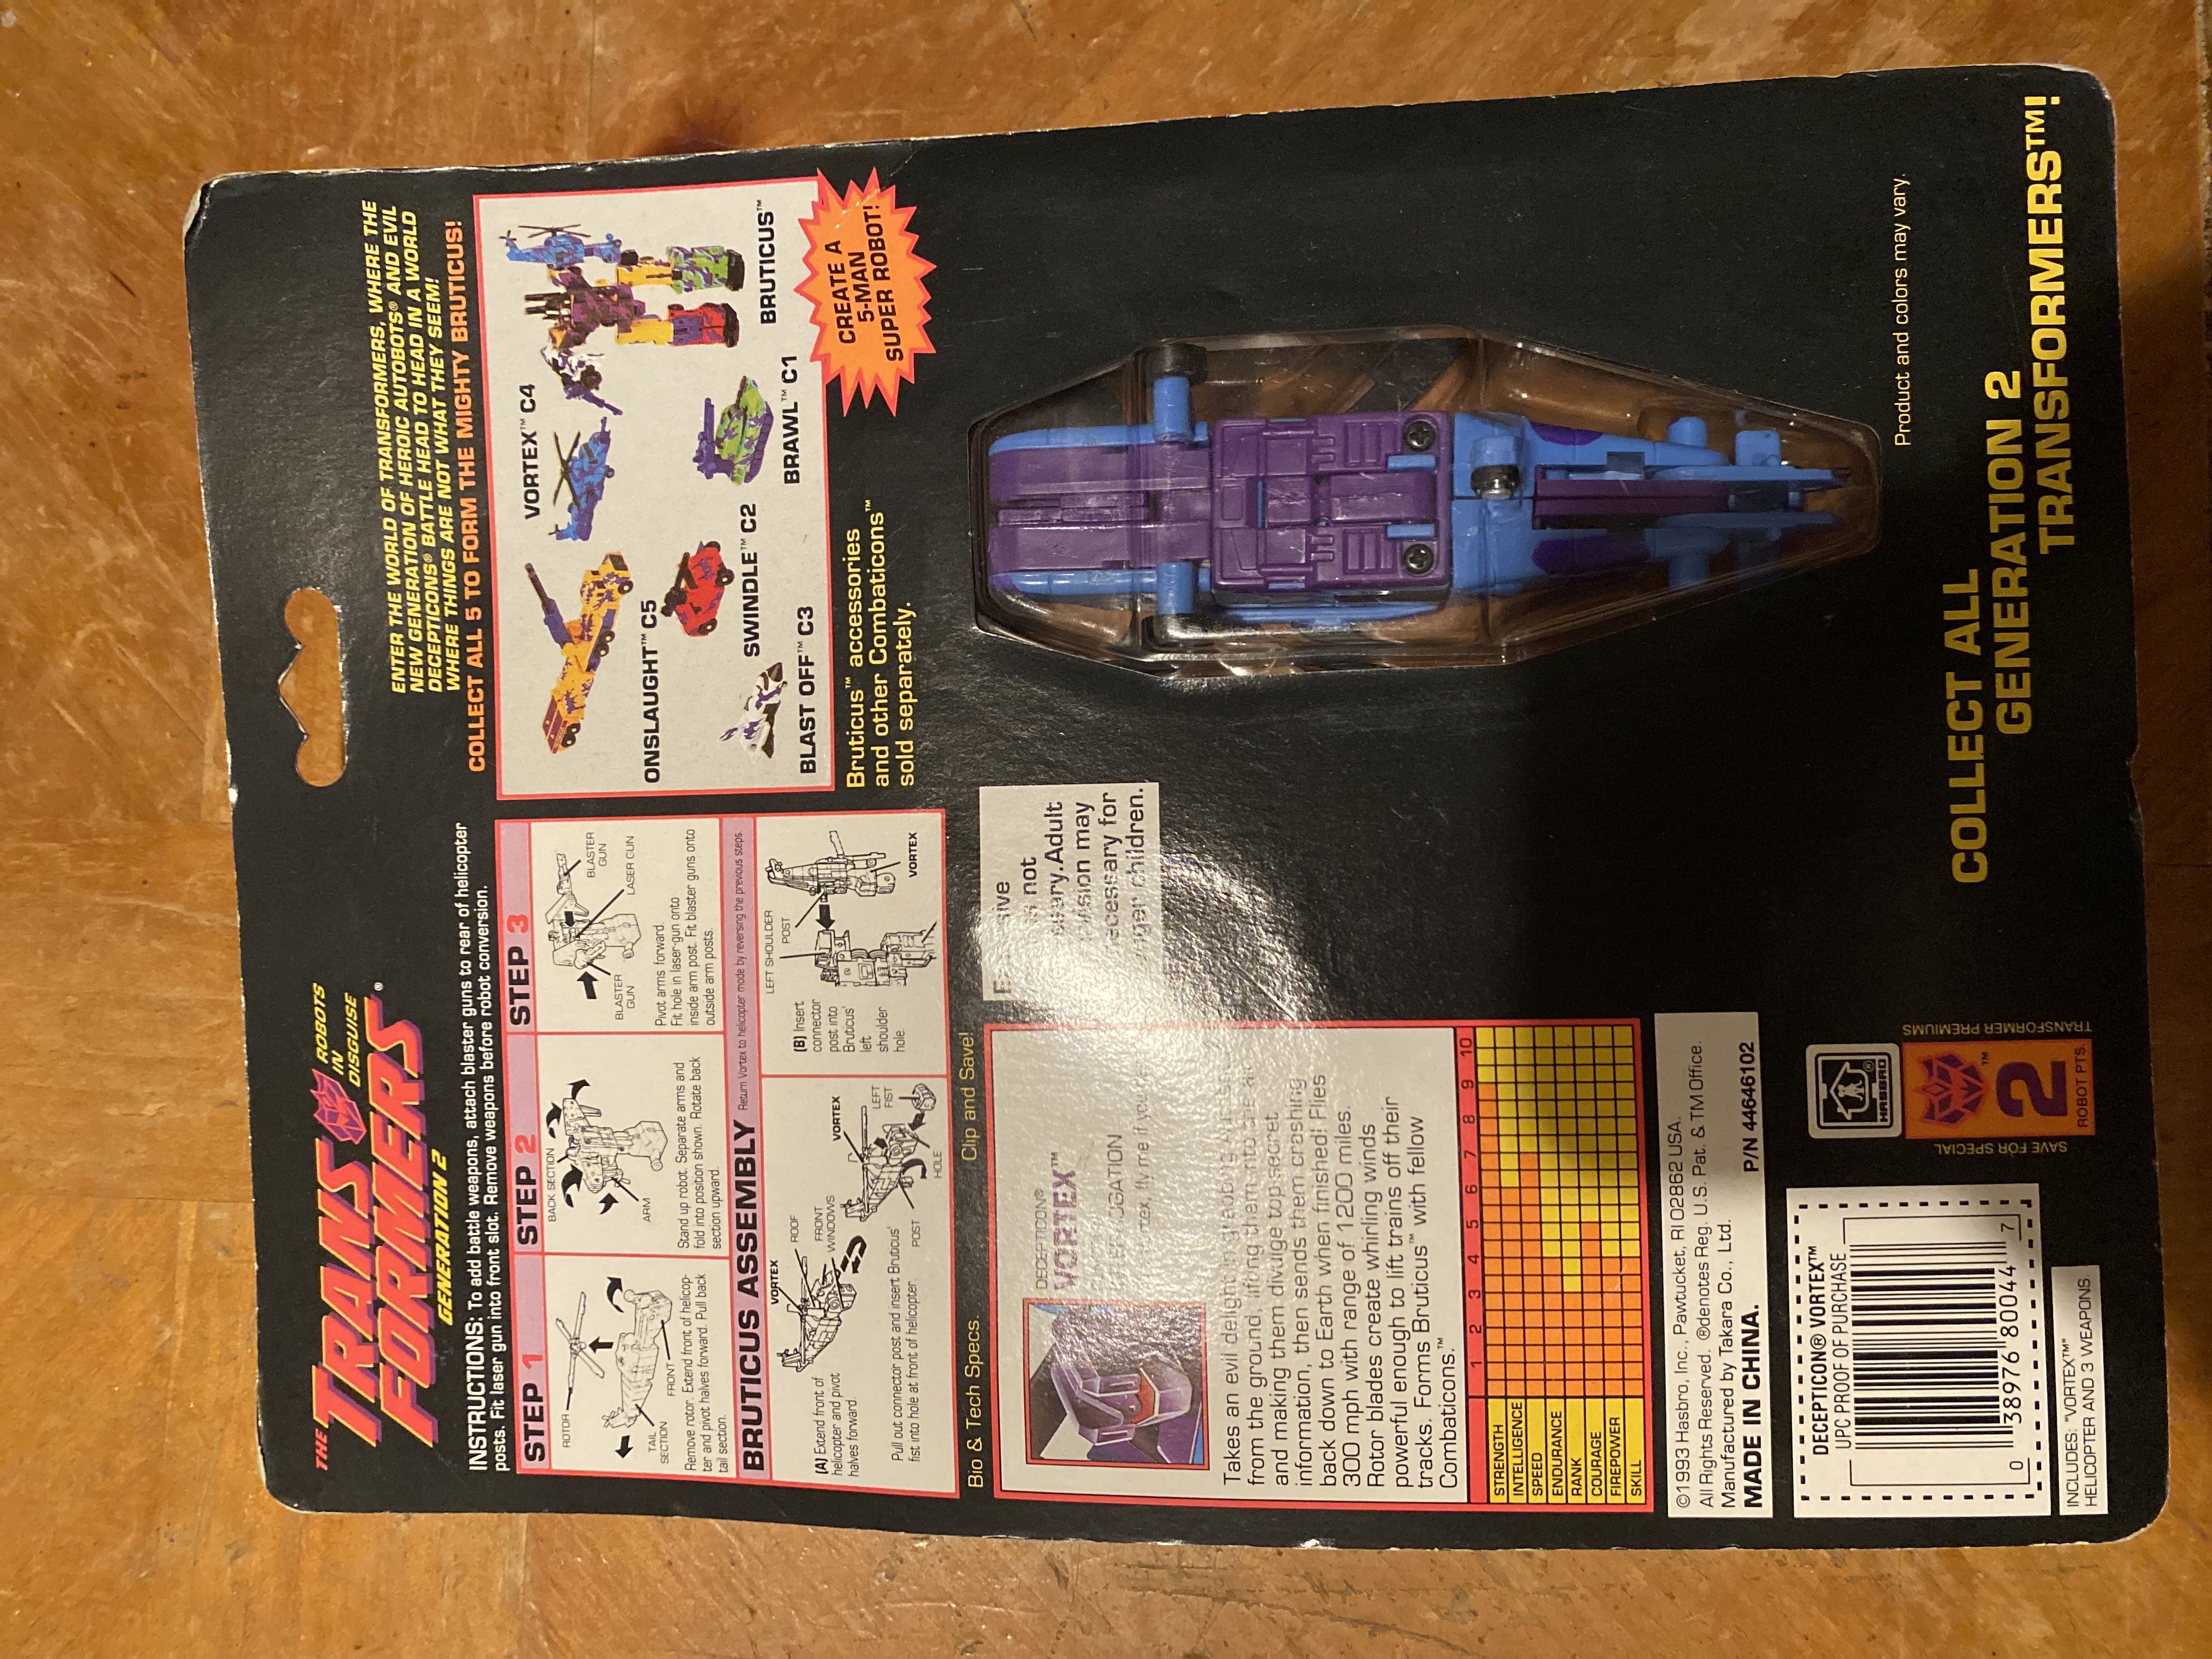 THE
TRANS
FORMERS®
ROBOTS
IN
DISGUISE
GENERATION 2
ENTER THE WORLD OF TRANSFORMERS, WHERE THE
NEW GENERATION OF HEROIC AUTOBOTS® AND EVIL
DECEPTICONS® BATTLE HEAD TO HEAD IN A WORLD
WHERE THINGS ARE NOT WHAT THEY SEEM!
COLLECT ALL 5 TO FORM THE MIGHTY BRUTICUS!
INSTRUCTIONS: To add battle weapons, attach blaster guns to rear of helicopter
posts. Fit laser gun into front slot. Remove weapons before robot conversion.
STEP 1
ROTOR
TAIL
SECTION
FRONT
Remove rotor. Extend front of helicop-
ter and pivot halves forward. Pull back
tail section.
STEP 2
BACK SECTION
ARM
Stand up robot. Separate arms and
fold into position shown. Rotate back
section upward.
STEP 3
BLASTER
GUN
LASER GUN
BLASTER
GUN
Pivot arms forward.
Fit hole in laser-gun onto
inside arm post. Fit blaster guns onto
outside arm posts.
BRUTICUS ASSEMBLY Return Vortex to helicopter mode by reversing the previous steps
VORTEX
ROOF
FRONT
WINDOWS
(A) Extend front of
helicopter and pivot
halves forward.
VORTEX
LEFT
FIST
POST
HOLE
Pull out connector post and insert Bruticus'
fist into hole at front of helicopter.
LEFT SHOULDER
POST
VORTEX
(B) Insert
connector
post into
Bruticus'
left
shoulder
hole.
VORTEX™ C4
ONSLAUGHT™ C5
SWINDLE™ C2
BLAST OFF™ C3
BRAWL™ C1
BRUTICUS™
CREATE A
5-MAN
SUPER ROBOT!
Bruticus™ accessories
and other Combaticons™
sold separately.
Bio & Tech Specs.
Clip and Save!
DECEPTICON®
VORTEX™
if you
Takes an evil
from the ground, lifting them into the
and making them divulge top secret
information, then sends them crashing
back down to Earth when finished! Flies
300 mph with range of 1200 miles.
Rotor blades create whirling winds
powerful enough to lift trains off their
tracks. Forms Bruticus™ with fellow
Combaticons.™
1 2 3 4 5 6 7 8 9 10
STRENGTH
INTELLIGENCE
SPEED
ENDURANCE
RANK
COURAGE
FIREPOWER
SKILL
is not
Adult
may
for
children.
©1993 Hasbro, Inc., Pawtucket, RI 02862 USA.
All Rights Reserved. ®denotes Reg. U.S. Pat. & TM Office.
Manufactured by Takara Co., Ltd.
MADE IN CHINA. P/N 44646102
DECEPTICON® VORTEX™
UPC PROOF OF PURCHASE
0 38976 80044 7
INCLUDES: "VORTEX™"
HELICOPTER AND 3 WEAPONS
HASBRO®
SAVE FOR SPECIAL
™
2
ROBOT PTS.
TRANSFORMER PREMIUMS
Product and colors may vary.
COLLECT ALL
GENERATION 2
TRANSFORMERS™!